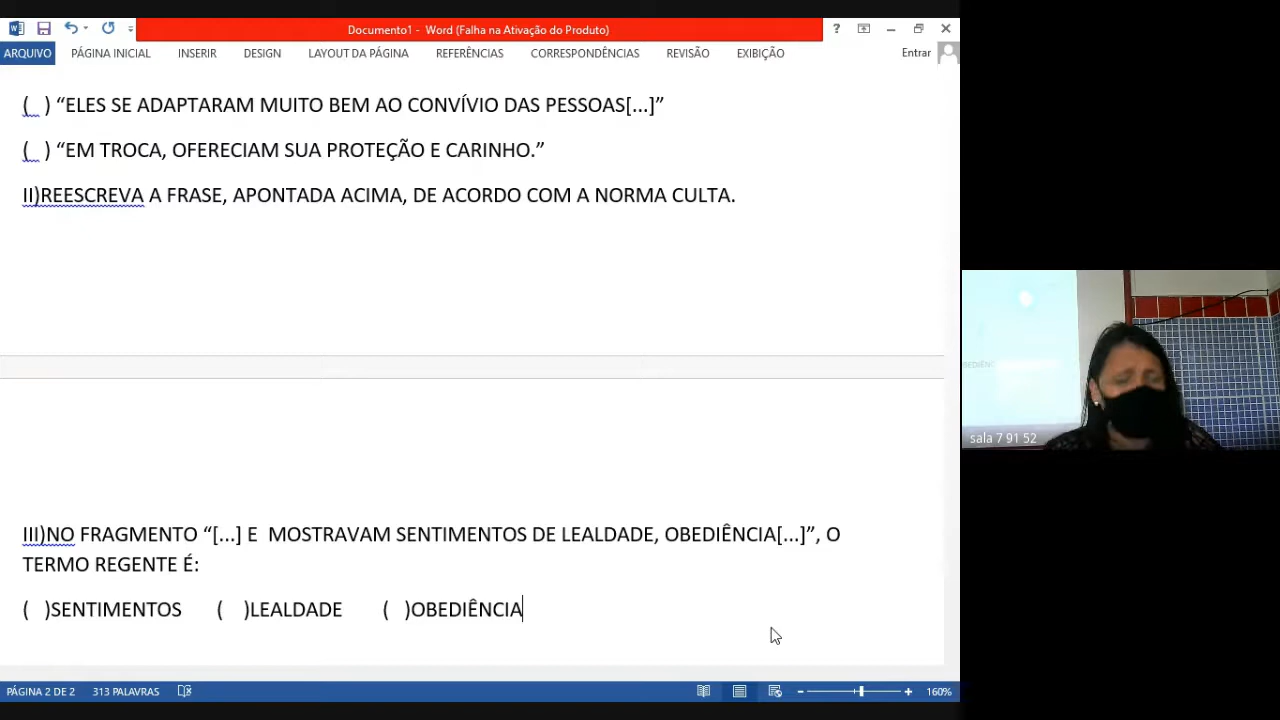 Documento1 - Word (Falha na Ativação do Produto)
ARQUIVO PÁGINA INICIAL INSERIR DESIGN LAYOUT DA PÁGINA REFERÊNCIAS CORRESPONDÊNCIAS REVISÃO EXIBIÇÃO Entrar
( ) “ELES SE ADAPTARAM MUITO BEM AO CONVÍVIO DAS PESSOAS[...]”
( ) “EM TROCA, OFERECIAM SUA PROTEÇÃO E CARINHO.”
II)REESCREVA A FRASE, APONTADA ACIMA, DE ACORDO COM A NORMA CULTA.
sala 7 91 52
III)NO FRAGMENTO “[...] E MOSTRAVAM SENTIMENTOS DE LEALDADE, OBEDIÊNCIA[...]”, O
TERMO REGENTE É:
( )SENTIMENTOS ( )LEALDADE ( )OBEDIÊNCIA
PÁGINA 2 DE 2 313 PALAVRAS 160%